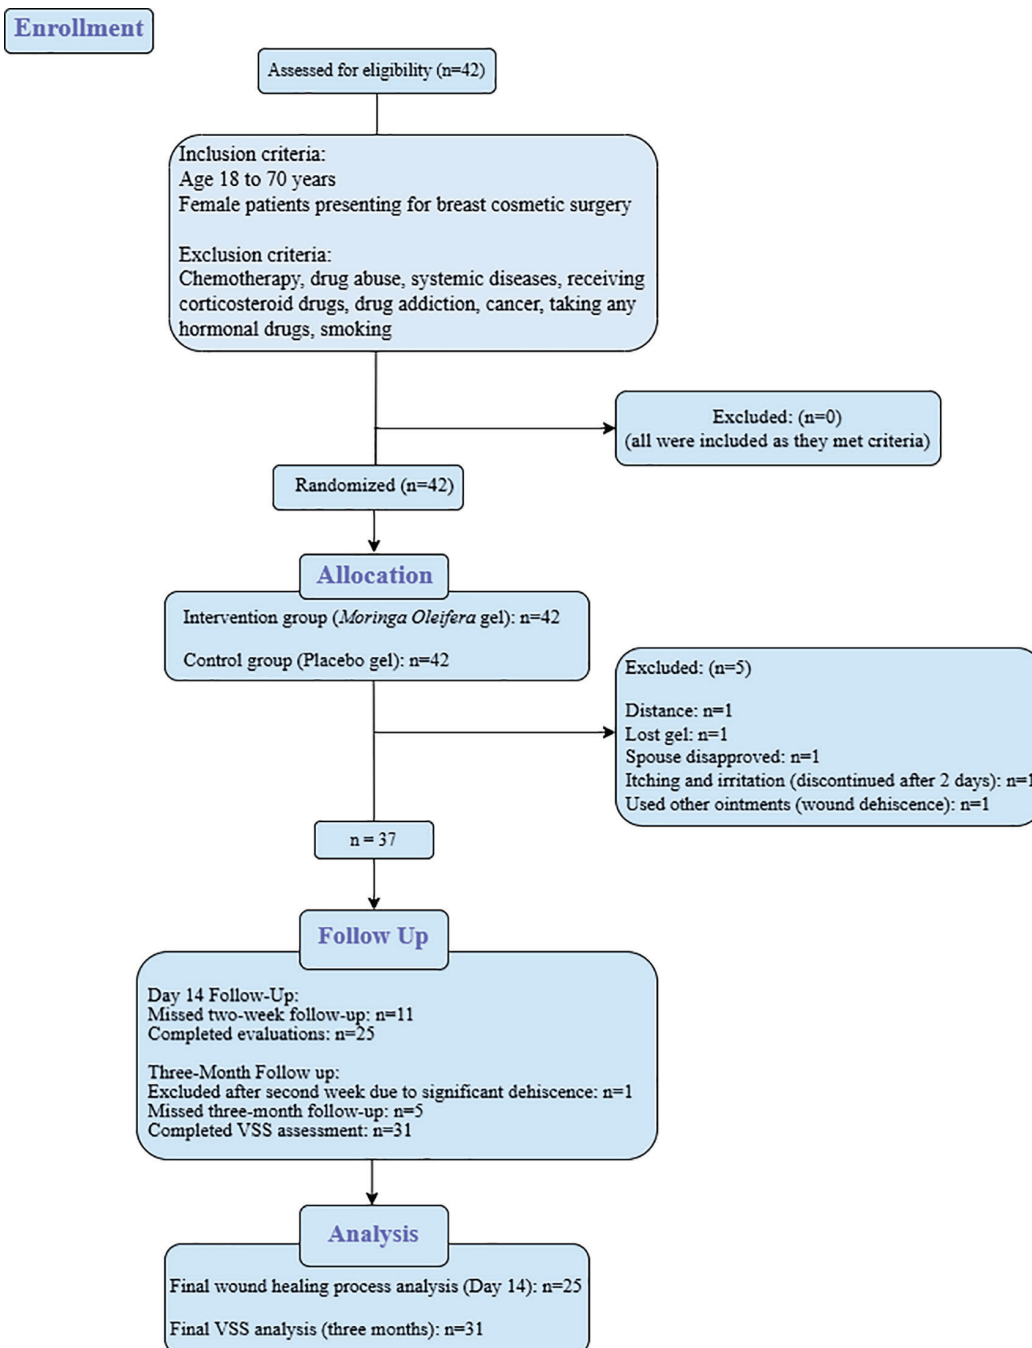 Enrollment
Assessed for eligibility (n=42)
Inclusion criteria:
Age 18 to 70 years
Female patients presenting for breast cosmetic surgery
Exclusion criteria:
Chemotherapy, drug abuse, systemic diseases, receiving
corticosteroid drugs, drug addiction, cancer, taking any
hormonal drugs, smoking
Excluded: (n=0)
(all were included as they met criteria)
Randomized (n=42)
Allocation
Intervention group (Moringa Oleifera gel): n=42
Control group (Placebo gel): n=42
Excluded: (n=5)
Distance: n=1
Lost gel: n=1
Spouse disapproved: n=1
Itching and irritation (discontinued after 2 days): n=1
Used other ointments (wound dehiscence): n=1
n = 37
Follow Up
Day 14 Follow-Up:
Missed two-week follow-up: n=11
Completed evaluations: n=25
Three-Month Follow up:
Excluded after second week due to significant dehiscence: n=1
Missed three-month follow-up: n=5
Completed VSS assessment: n=31
Analysis
Final wound healing process analysis (Day 14): n=25
Final VSS analysis (three months): n=31